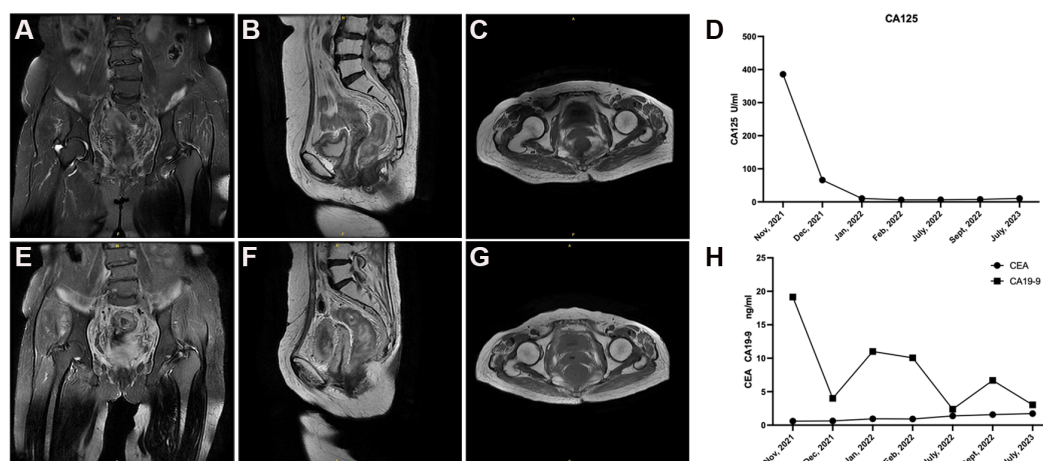 A
B
C
D
CA125
CA125 U/ml
500
400
300
200
100
0
Nov, 2021
Dec, 2021
Jan, 2022
Feb, 2022
July, 2022
Sept, 2022
July, 2023
E
F
G
H
CEA
CA19-9
CEA CA19-9 ng/ml
25
20
15
10
5
0
Nov, 2021
Dec, 2021
Jan, 2022
Feb, 2022
July, 2022
Sept, 2022
July, 2023